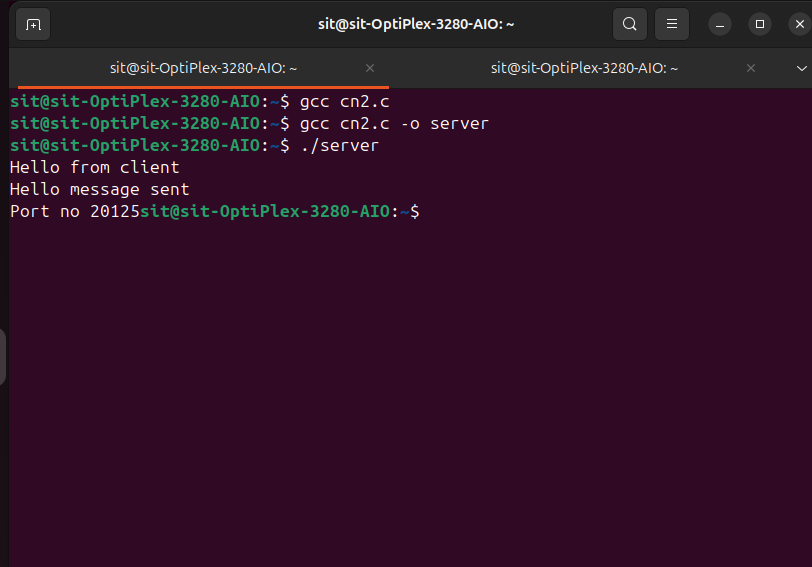 sit@sit-OptiPlex-3280-AIO: ~
sit@sit-OptiPlex-3280-AIO: ~
sit@sit-OptiPlex-3280-AIO: ~
sit@sit-OptiPlex-3280-AIO:~$ gcc cn2.c
sit@sit-OptiPlex-3280-AIO:~$ gcc cn2.c -o server
sit@sit-OptiPlex-3280-AIO:~$ ./server
Hello from client
Hello message sent
Port no 20125sit@sit-OptiPlex-3280-AIO:~$